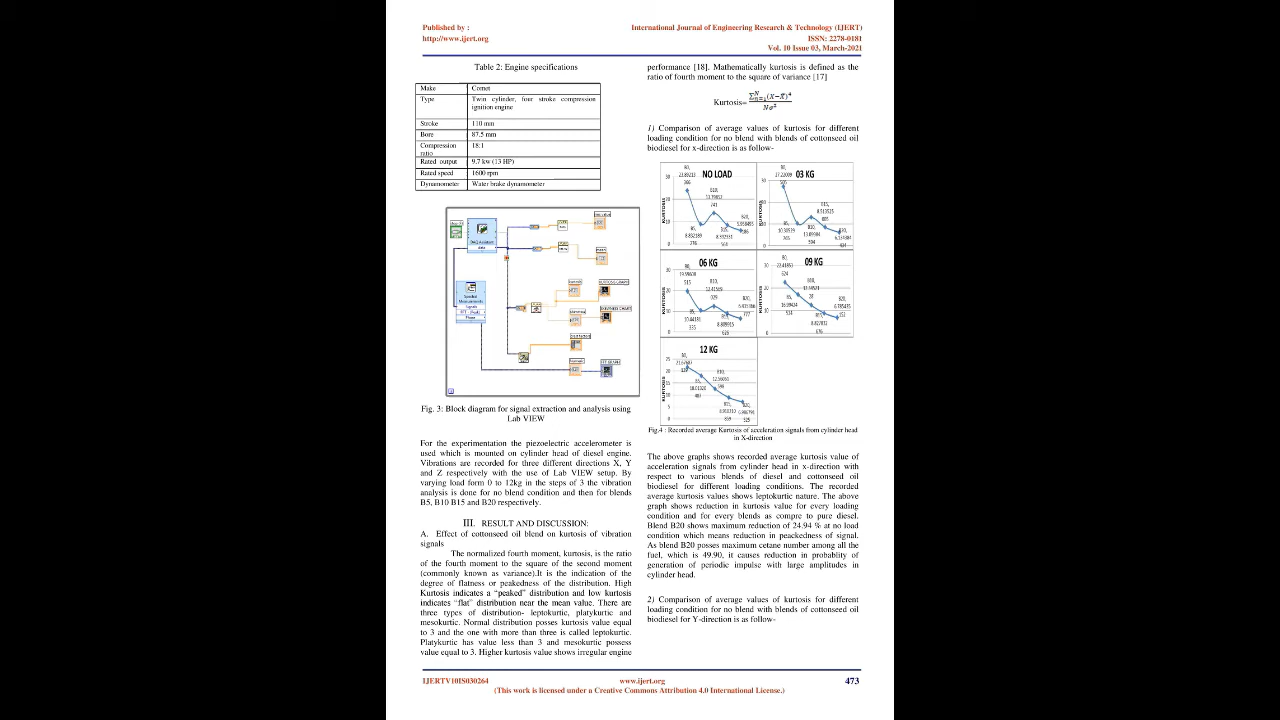 Published by :
http://www.ijert.org
International Journal of Engineering Research & Technology (IJERT)
ISSN: 2278-0181
Vol. 10 Issue 03, March-2021
Table 2: Engine specifications
Make Comet
Type Twin cylinder, four stroke compression
ignition engine
Stroke 110 mm
Bore 87.5 mm
Compression 18:1
ratio
Rated output 9.7 kw (13 HP)
Rated speed 1600 rpm
Dynamometer Water brake dynamometer
DAQ Assistant
data
Spectral
Measurements
Signals
FFT - (Peak)
Phase
KURTOSIS GRAPH
FFT GRAPH
Fig. 3: Block diagram for signal extraction and analysis using
Lab VIEW
For the experimentation the piezoelectric accelerometer is
used which is mounted on cylinder head of diesel engine.
Vibrations are recorded for three different directions X, Y
and Z respectively with the use of Lab VIEW setup. By
varying load form 0 to 12kg in the steps of 3 the vibration
analysis is done for no blend condition and then for blends
B5, B10 B15 and B20 respectively.
III. RESULT AND DISCUSSION:
A. Effect of cottonseed oil blend on kurtosis of vibration
signals
The normalized fourth moment, kurtosis, is the ratio
of the fourth moment to the square of the second moment
(commonly known as variance).It is the indication of the
degree of flatness or peakedness of the distribution. High
Kurtosis indicates a “peaked” distribution and low kurtosis
indicates “flat” distribution near the mean value. There are
three types of distribution- leptokurtic, platykurtic and
mesokurtic. Normal distribution posses kurtosis value equal
to 3 and the one with more than three is called leptokurtic.
Platykurtic has value less than 3 and mesokurtic possess
value equal to 3. Higher kurtosis value shows irregular engine
performance [18]. Mathematically kurtosis is defined as the
ratio of fourth moment to the square of variance [17]
Kurtosis=
1) Comparison of average values of kurtosis for different
loading condition for no blend with blends of cottonseed oil
biodiesel for x-direction is as follow-
NO LOAD
03 KG
06 KG
09 KG
12 KG
KURTOSIS
Fig.4 : Recorded average Kurtosis of acceleration signals from cylinder head
in X-direction
The above graphs shows recorded average kurtosis value of
acceleration signals from cylinder head in x-direction with
respect to various blends of diesel and cottonseed oil
biodiesel for different loading conditions. The recorded
average kurtosis values shows leptokurtic nature. The above
graph shows reduction in kurtosis value for every loading
condition and for every blends as compre to pure diesel.
Blend B20 shows maximum reduction of 24.94 % at no load
condition which means reduction in peackedness of signal.
As blend B20 posses maximum cetane number among all the
fuel, which is 49.90, it causes reduction in probablity of
generation of periodic impulse with large amplitudes in
cylinder head.
2) Comparison of average values of kurtosis for different
loading condition for no blend with blends of cottonseed oil
biodiesel for Y-direction is as follow-
IJERTV10IS030264
www.ijert.org
473
(This work is licensed under a Creative Commons Attribution 4.0 International License.)